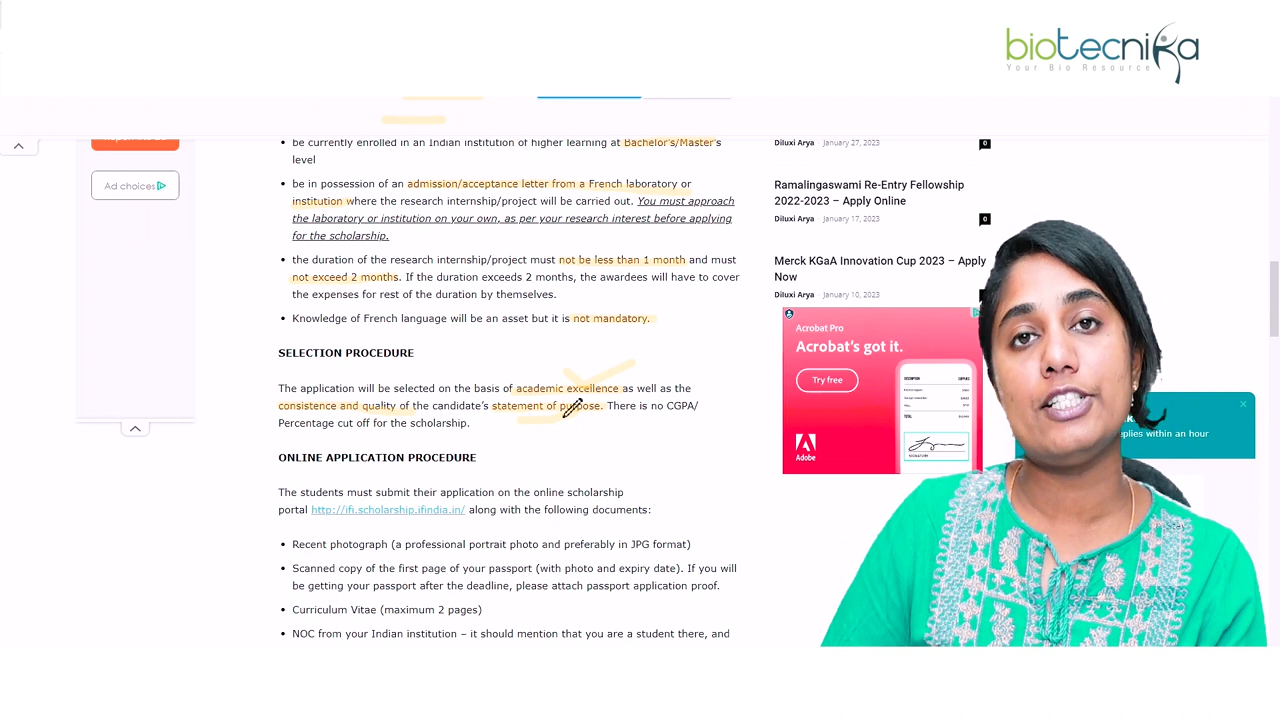 biotecnika
Your Bio Resource
Ad choices
be currently enrolled in an Indian institution of higher learning at Bachelor's/Master's
level
be in possession of an admission/acceptance letter from a French laboratory or
institution where the research internship/project will be carried out. You must approach
the laboratory or institution on your own, as per your research interest before applying
for the scholarship.
the duration of the research internship/project must not be less than 1 month and must
not exceed 2 months. If the duration exceeds 2 months, the awardees will have to cover
the expenses for rest of the duration by themselves.
Knowledge of French language will be an asset but it is not mandatory.
SELECTION PROCEDURE
The application will be selected on the basis of academic excellence as well as the
consistence and quality of the candidate's statement of purpose. There is no CGPA/
Percentage cut off for the scholarship.
ONLINE APPLICATION PROCEDURE
The students must submit their application on the online scholarship
portal http://ifi.scholarship.ifindia.in/ along with the following documents:
Recent photograph (a professional portrait photo and preferably in JPG format)
Scanned copy of the first page of your passport (with photo and expiry date). If you will
be getting your passport after the deadline, please attach passport application proof.
Curriculum Vitae (maximum 2 pages)
NOC from your Indian institution – it should mention that you are a student there, and
Diluxi Arya January 27, 2023 0
Ramalingaswami Re-Entry Fellowship
2022-2023 – Apply Online
Diluxi Arya January 17, 2023 0
Merck KGaA Innovation Cup 2023 – Apply
Now
Diluxi Arya January 10, 2023
Acrobat Pro
Acrobat's got it.
Try free
Adobe
eplies within an hour